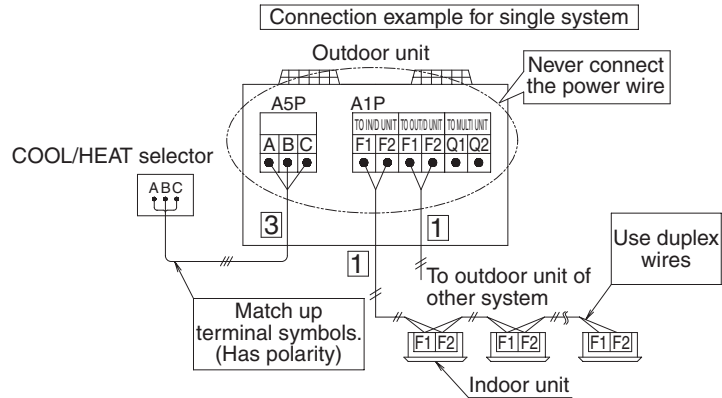 Connection example for single system
Outdoor unit
Never connect
the power wire
A5P
A1P
TO IN/D UNIT TO OUT/D UNIT TO MULTI UNIT
A B C
F1 F2 F1 F2 Q1 Q2
COOL/HEAT selector
ABC
3
1
1
Use duplex
wires
To outdoor unit of
other system
Match up
terminal symbols.
(Has polarity)
F1 F2
F1 F2
F1 F2
Indoor unit